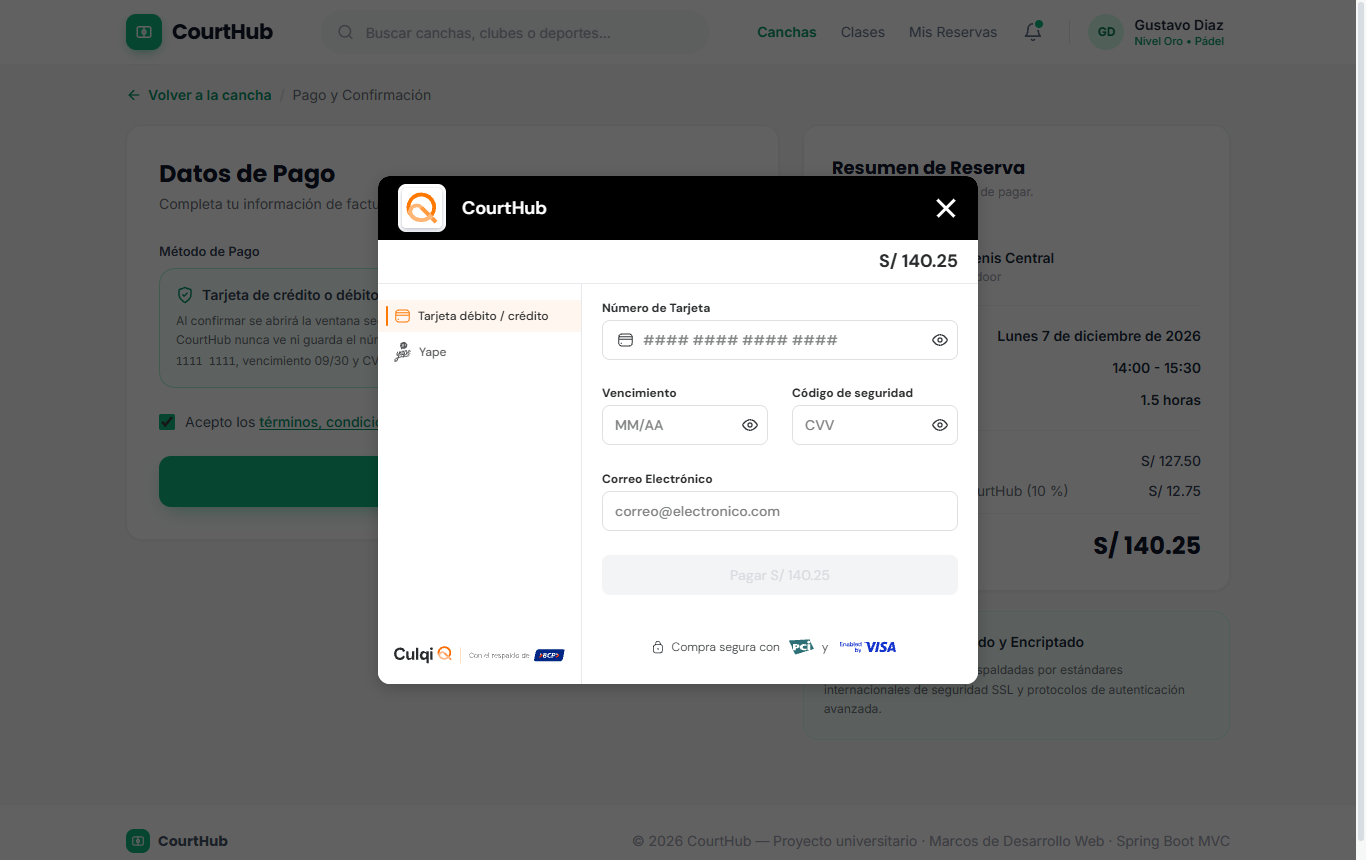 CourtHub
Buscar canchas, clubes o deportes...
Canchas
Clases
Mis Reservas
GD
Gustavo Diaz
Nivel Oro • Pádel
Volver a la cancha / Pago y Confirmación
Datos de Pago
Completa tu información de factu
Método de Pago
Tarjeta de crédito o débito
Al confirmar se abrirá la ventana se
CourtHub nunca ve ni guarda el nú
1111 1111, vencimiento 09/30 y CV
Acepto los términos, condicio
Resumen de Reserva
de pagar.
enis Central
door
Lunes 7 de diciembre de 2026
14:00 - 15:30
1.5 horas
S/ 127.50
urtHub (10 %)
S/ 12.75
S/ 140.25
do y Encriptado
spaldadas por estándares
internacionales de seguridad SSL y protocolos de autenticación
avanzada.
CourtHub
S/ 140.25
Tarjeta débito / crédito
Yape
Número de Tarjeta
#### #### #### ####
Vencimiento
Código de seguridad
MM/AA
CVV
Correo Electrónico
correo@electronico.com
Pagar S/ 140.25
Culqi
Con el respaldo de
BCP
Compra segura con PCI y Enabled by VISA
CourtHub
© 2026 CourtHub — Proyecto universitario · Marcos de Desarrollo Web · Spring Boot MVC